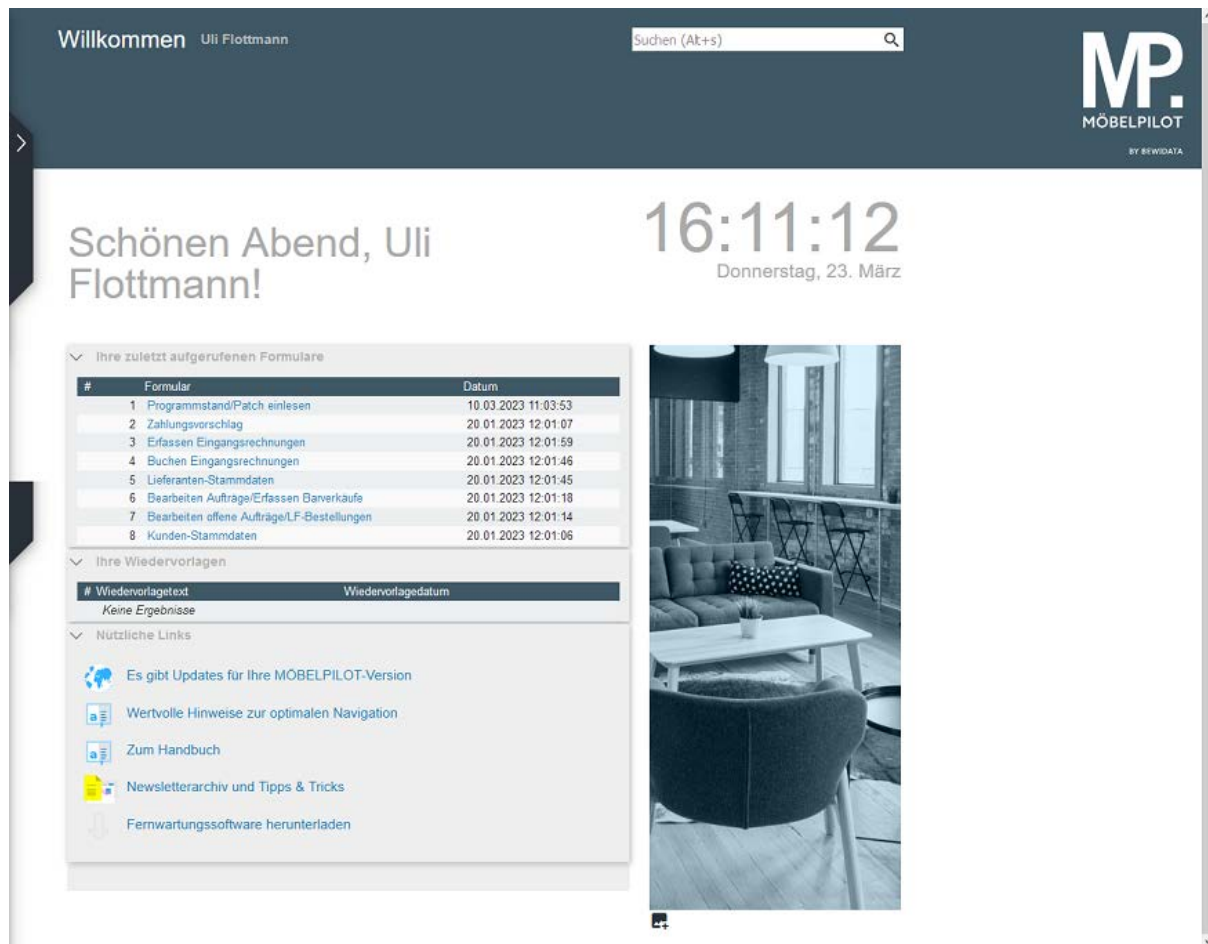 Willkommen Uli Flottmann
Suchen (Alt+s)
MP.
MÖBELPILOT
BY BEWIDATA
Schönen Abend, Uli
Flottmann!
16:11:12
Donnerstag, 23. März
Ihre zuletzt aufgerufenen Formulare
# Formular Datum
1 Programmstand/Patch einlesen 10.03.2023 11:03:53
2 Zahlungsvorschlag 20.01.2023 12:01:07
3 Erfassen Eingangsrechnungen 20.01.2023 12:01:59
4 Buchen Eingangsrechnungen 20.01.2023 12:01:46
5 Lieferanten-Stammdaten 20.01.2023 12:01:45
6 Bearbeiten Aufträge/Erfassen Barverkäufe 20.01.2023 12:01:18
7 Bearbeiten offene Aufträge/LF-Bestellungen 20.01.2023 12:01:14
8 Kunden-Stammdaten 20.01.2023 12:01:06
Ihre Wiedervorlagen
# Wiedervorlagetext Wiedervorlagedatum
Keine Ergebnisse
Nützliche Links
Es gibt Updates für Ihre MÖBELPILOT-Version
Wertvolle Hinweise zur optimalen Navigation
Zum Handbuch
Newsletterarchiv und Tipps & Tricks
Fernwartungssoftware herunterladen